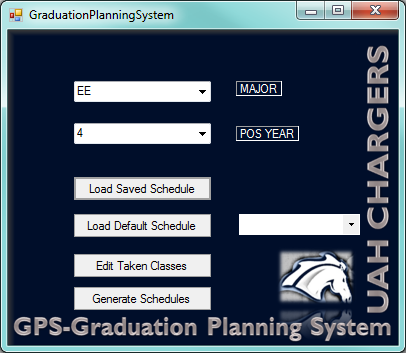 GraduationPlanningSystem
EE
MAJOR
4
POS YEAR
Load Saved Schedule
Load Default Schedule
Edit Taken Classes
Generate Schedules
UAH CHARGERS
GPS-Graduation Planning System